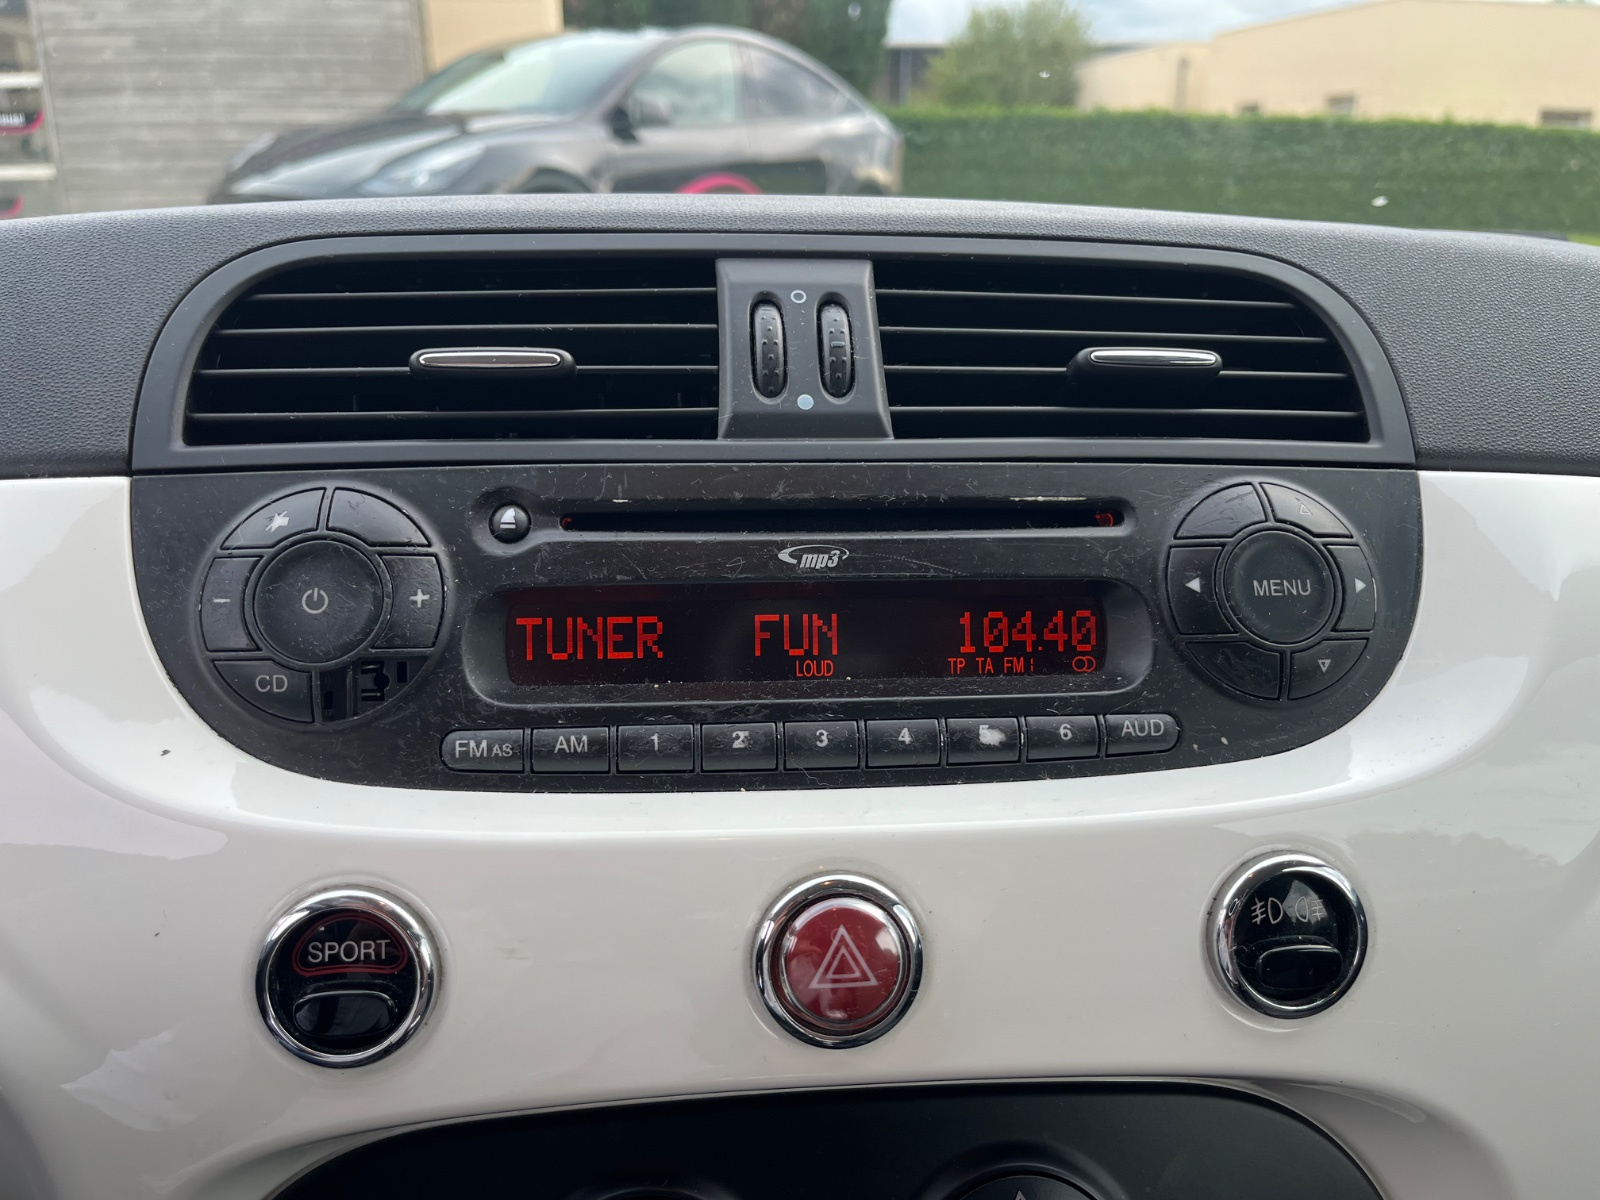 mp3
TUNER FUN 104.40
LOUD TP TA FM1
MENU
CD
FM AS AM 1 2 3 4 5 6 AUD
SPORT